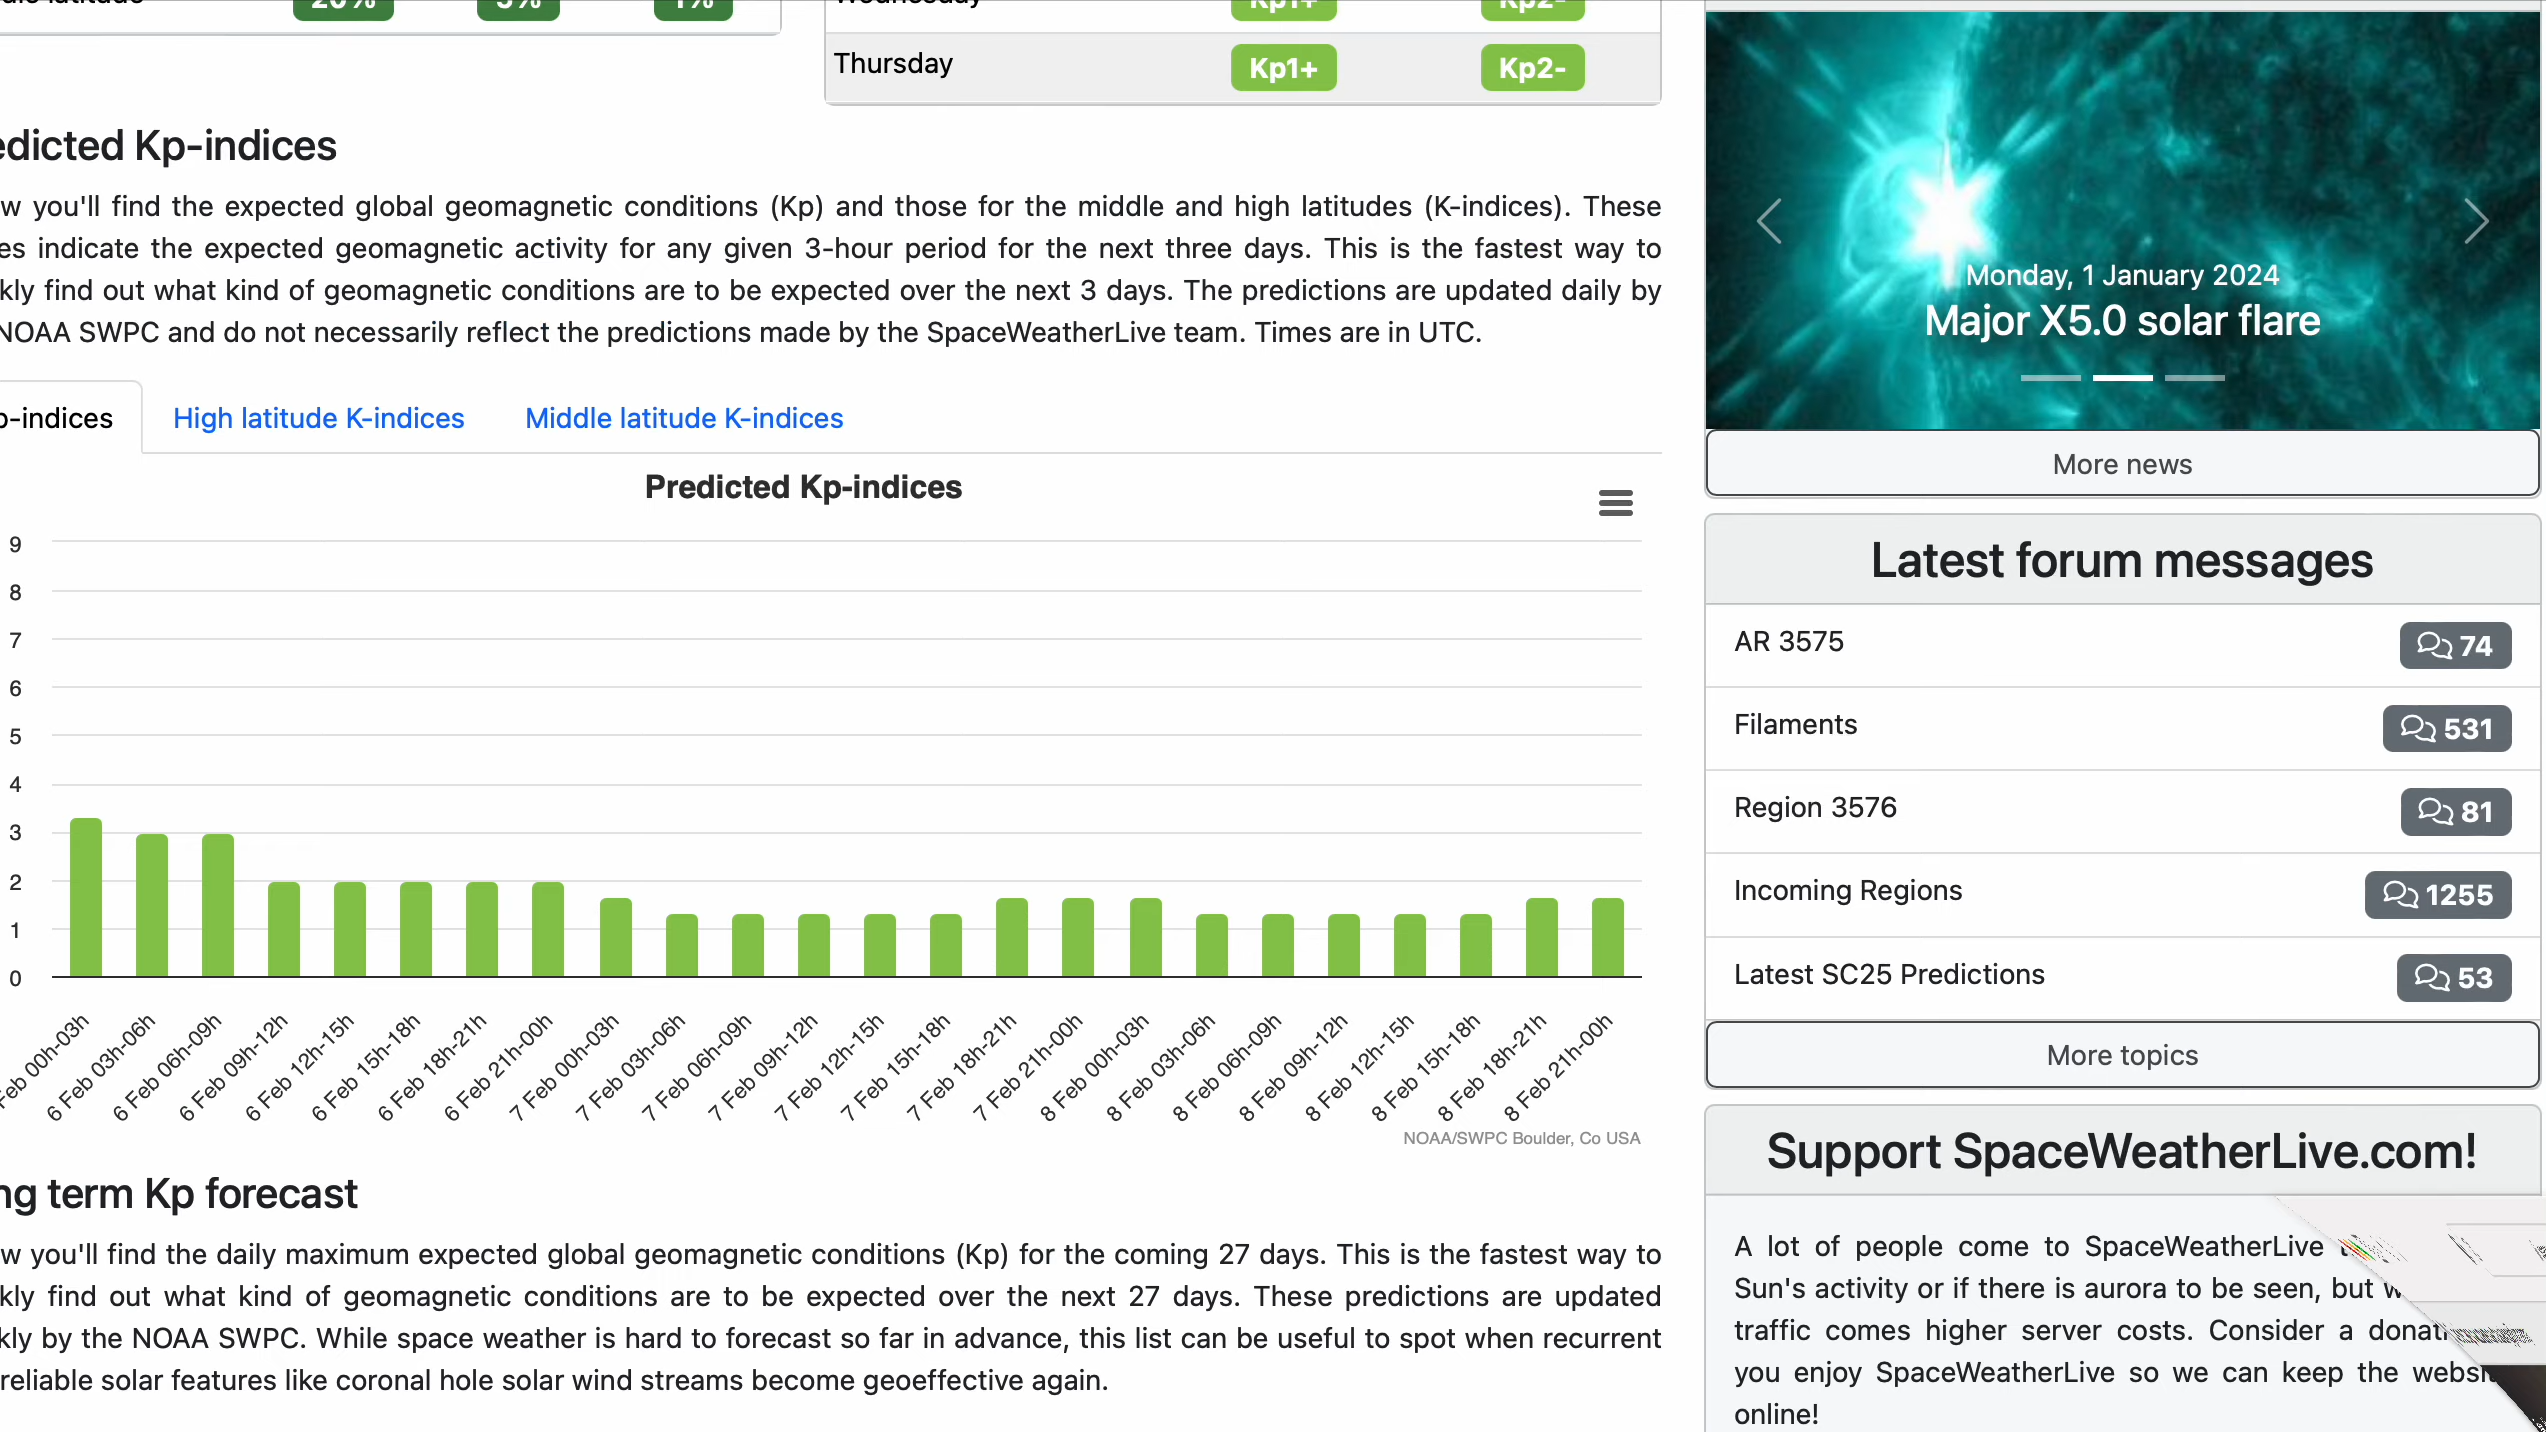 20% 5% 1%
Wednesday Kp1+ Kp2-
Thursday Kp1+ Kp2-
edicted Kp-indices
w you'll find the expected global geomagnetic conditions (Kp) and those for the middle and high latitudes (K-indices). These
es indicate the expected geomagnetic activity for any given 3-hour period for the next three days. This is the fastest way to
kly find out what kind of geomagnetic conditions are to be expected over the next 3 days. The predictions are updated daily by
NOAA SWPC and do not necessarily reflect the predictions made by the SpaceWeatherLive team. Times are in UTC.
p-indices High latitude K-indices Middle latitude K-indices
Predicted Kp-indices
9
8
7
6
5
4
3
2
1
0
Feb 00h-03h
6 Feb 03h-06h
6 Feb 06h-09h
6 Feb 09h-12h
6 Feb 12h-15h
6 Feb 15h-18h
6 Feb 18h-21h
6 Feb 21h-00h
7 Feb 00h-03h
7 Feb 03h-06h
7 Feb 06h-09h
7 Feb 09h-12h
7 Feb 12h-15h
7 Feb 15h-18h
7 Feb 18h-21h
7 Feb 21h-00h
8 Feb 00h-03h
8 Feb 03h-06h
8 Feb 06h-09h
8 Feb 09h-12h
8 Feb 12h-15h
8 Feb 15h-18h
8 Feb 18h-21h
8 Feb 21h-00h
NOAA/SWPC Boulder, Co USA
ng term Kp forecast
w you'll find the daily maximum expected global geomagnetic conditions (Kp) for the coming 27 days. This is the fastest way to
kly find out what kind of geomagnetic conditions are to be expected over the next 27 days. These predictions are updated
kly by the NOAA SWPC. While space weather is hard to forecast so far in advance, this list can be useful to spot when recurrent
reliable solar features like coronal hole solar wind streams become geoeffective again.
Monday, 1 January 2024
Major X5.0 solar flare
More news
Latest forum messages
AR 3575 74
Filaments 531
Region 3576 81
Incoming Regions 1255
Latest SC25 Predictions 53
More topics
Support SpaceWeatherLive.com!
A lot of people come to SpaceWeatherLive
Sun's activity or if there is aurora to be seen, but
traffic comes higher server costs. Consider a donat
you enjoy SpaceWeatherLive so we can keep the websi
online!